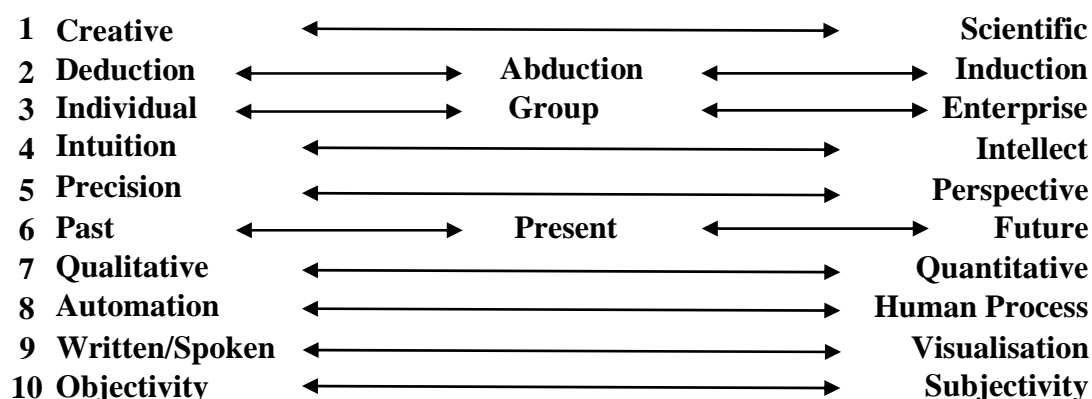 1 Creative Scientific
2 Deduction Abduction Induction
3 Individual Group Enterprise
4 Intuition Intellect
5 Precision Perspective
6 Past Present Future
7 Qualitative Quantitative
8 Automation Human Process
9 Written/Spoken Visualisation
10 Objectivity Subjectivity